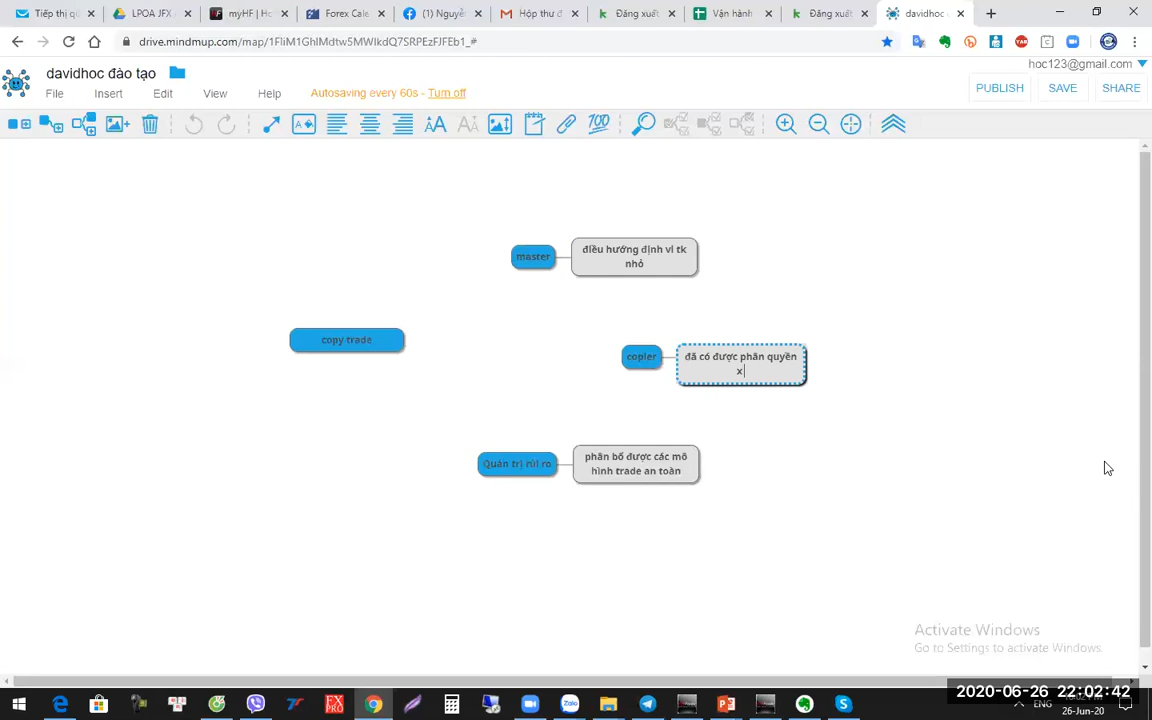 Tiếp thị q
LPOA JFX
myHF | Ho
Forex Cale
(1) Nguyễ
Hộp thư đ
Đăng xuất
Vận hành
Đăng xuất
davidhoc
drive.mindmup.com/map/1FliM1GhIMdtw5MWIkdQ7SRPEzFJFEb1_#
hoc123@gmail.com
davidhoc đào tạo
File
Insert
Edit
View
Help
Autosaving every 60s
Turn off
PUBLISH
SAVE
SHARE
master
điều hướng định vi tk
nhỏ
copy trade
copier
đã có được phân quyền
x
Quản trị rủi ro
phân bố được các mô
hình trade an toàn
Activate Windows
Go to Settings to activate Windows.
2020-06-26 22:02:42
ENG
26-Jun-20